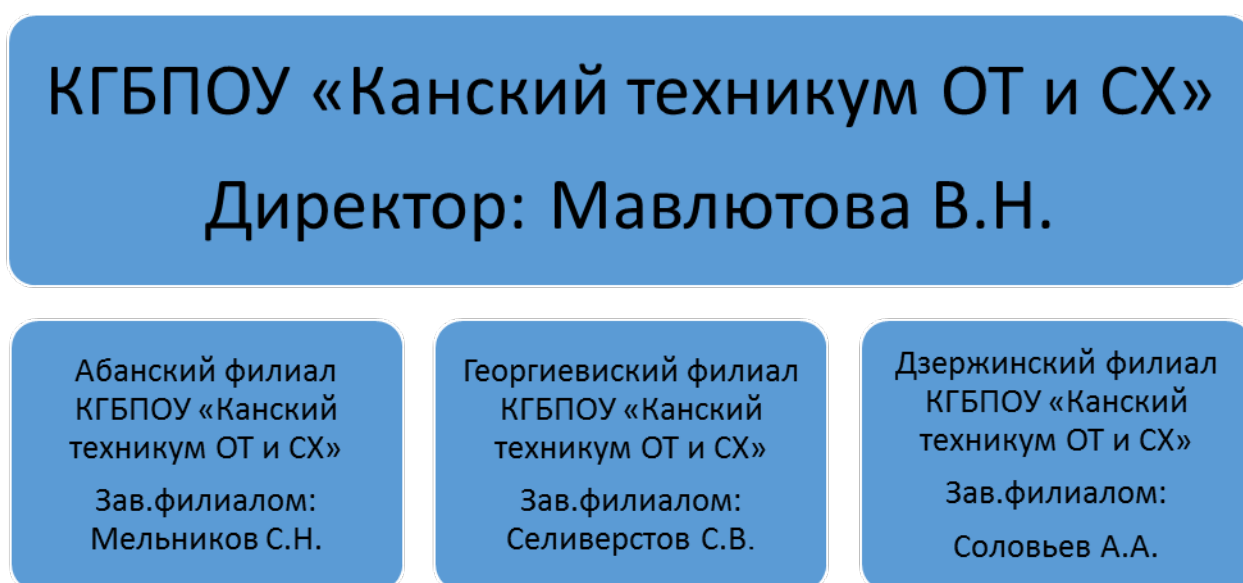 КГБПОУ «Канский техникум ОТ и СХ»
Директор: Мавлютова В.Н.
Абанский филиал
КГБПОУ «Канский
техникум ОТ и СХ»
Зав.филиалом:
Мельников С.Н.
Георгиевиский филиал
КГБПОУ «Канский
техникум ОТ и СХ»
Зав.филиалом:
Селиверстов С.В.
Дзержинский филиал
КГБПОУ «Канский
техникум ОТ и СХ»
Зав.филиалом:
Соловьев А.А.